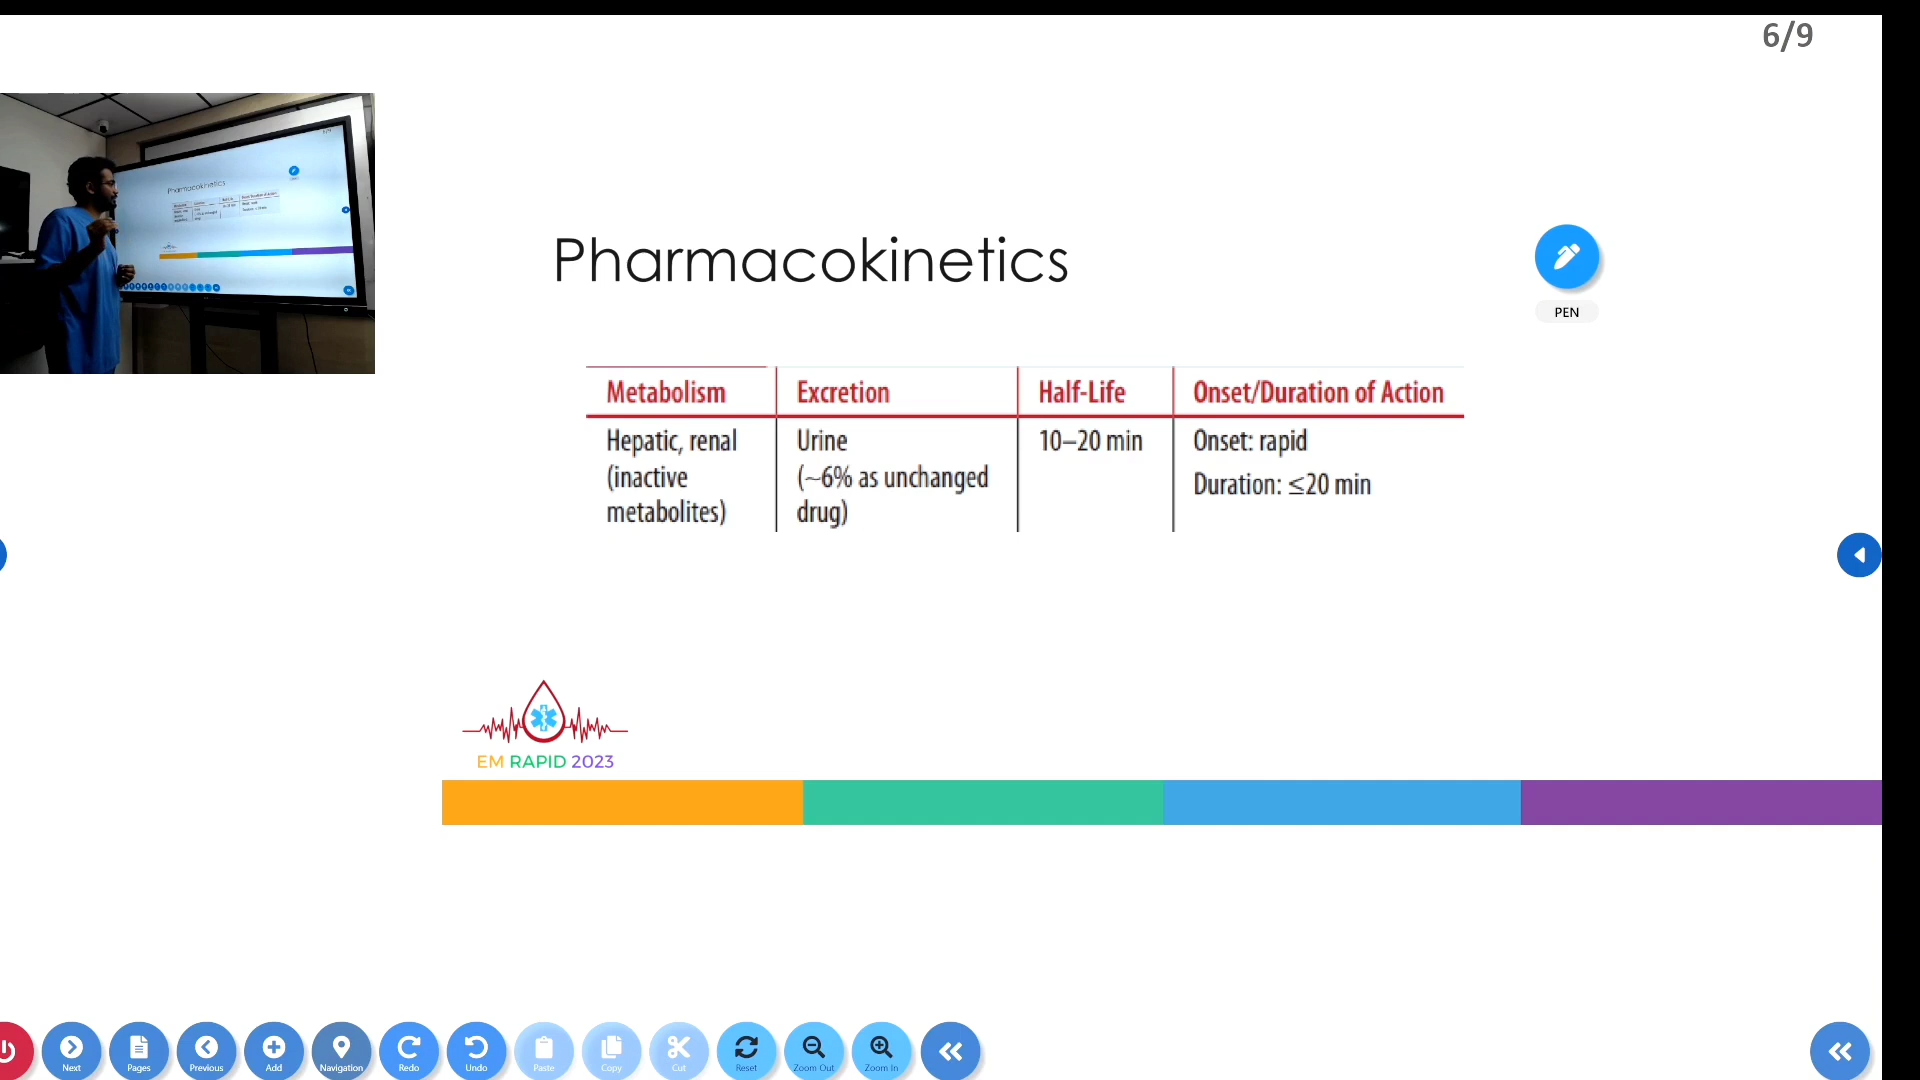 6/9
Pharmacokinetics
PEN
Metabolism Excretion Half-Life Onset/Duration of Action
Hepatic, renal Urine 10–20 min Onset: rapid
(inactive (~6% as unchanged Duration: ≤20 min
metabolites) drug)
Pharmacokinetics
EM RAPID 2023
Next Pages Previous Add Navigation Redo Undo Paste Copy Cut Reset Zoom Out Zoom In